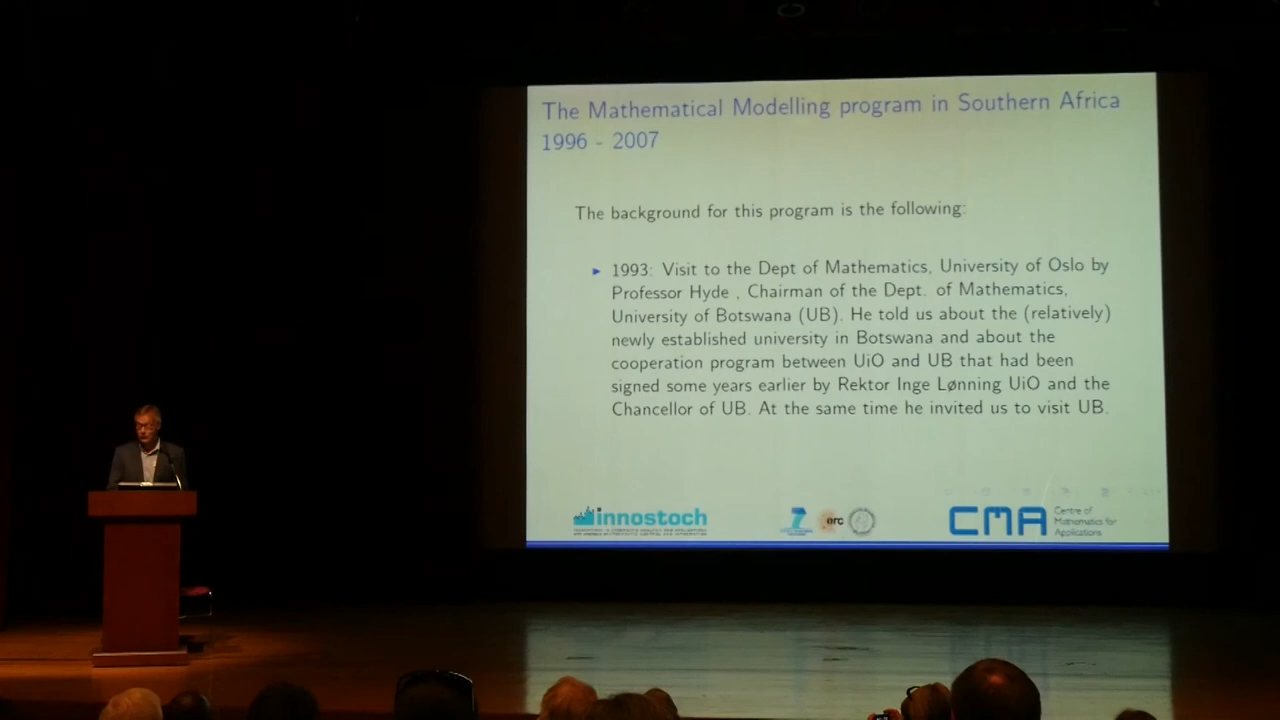 The Mathematical Modelling program in Southern Africa
1996 - 2007
The background for this program is the following:
1993: Visit to the Dept of Mathematics, University of Oslo by
Professor Hyde , Chairman of the Dept. of Mathematics,
University of Botswana (UB). He told us about the (relatively)
newly established university in Botswana and about the
cooperation program between UiO and UB that had been
signed some years earlier by Rektor Inge Lønning UiO and the
Chancellor of UB. At the same time he invited us to visit UB.
innostoch
erc
CMA
Centre of
Mathematics for
Applications